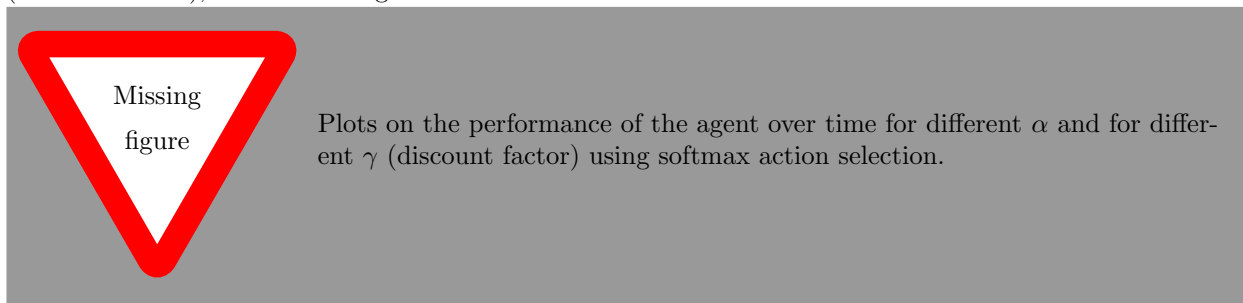 Missing
figure
Plots on the performance of the agent over time for different α and for differ-
ent γ (discount factor) using softmax action selection.